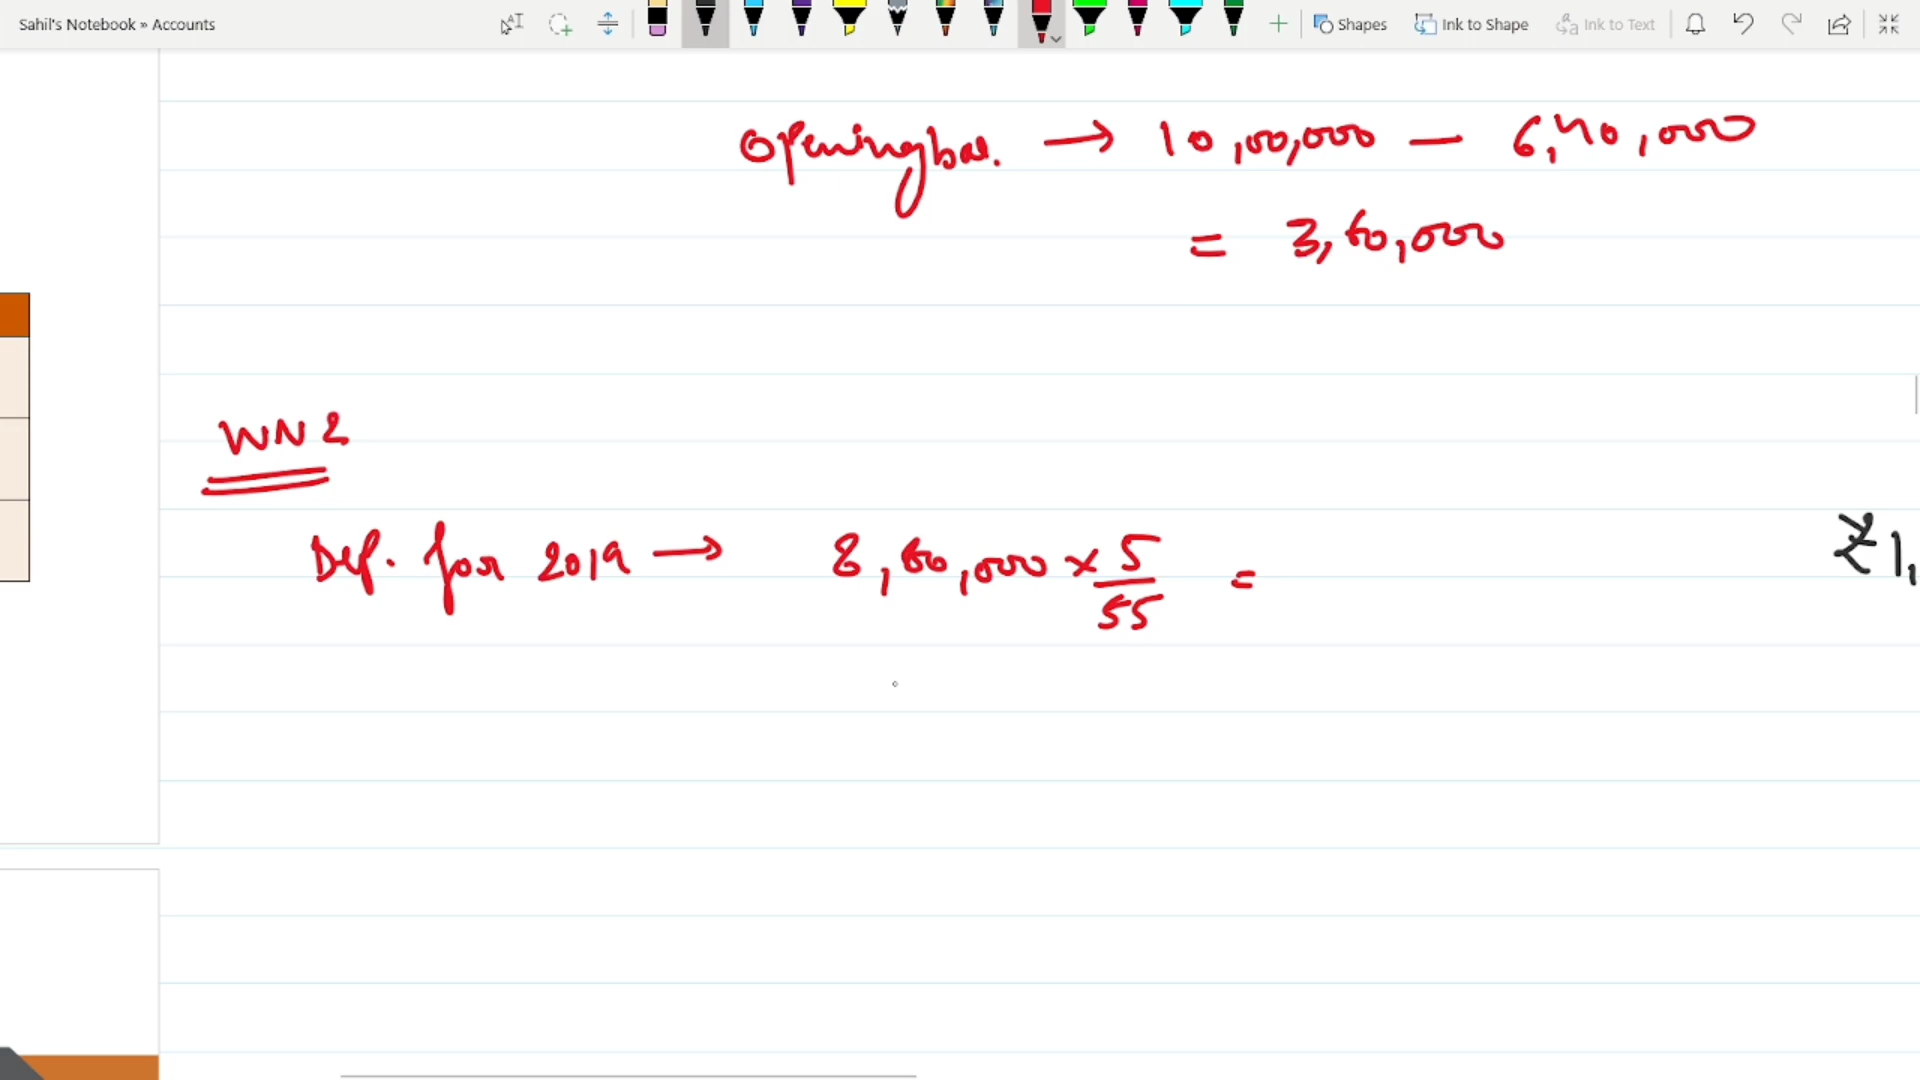 Sahil's Notebook » Accounts
Shapes
Ink to Shape
Ink to Text
Opening bal. → 10,00,000 — 6,40,000
= 3,60,000
WN 2
Dep. for 2019 → 8,80,000 × 5/55 =
₹1,